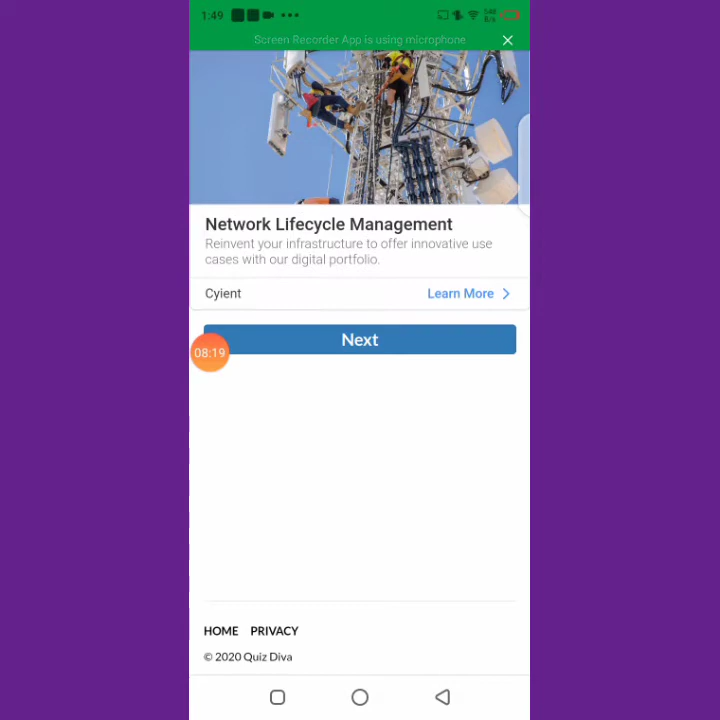 1:49
Screen Recorder App is using microphone
Network Lifecycle Management
Reinvent your infrastructure to offer innovative use
cases with our digital portfolio.
Cyient
Learn More
Next
08:19
HOME PRIVACY
© 2020 Quiz Diva